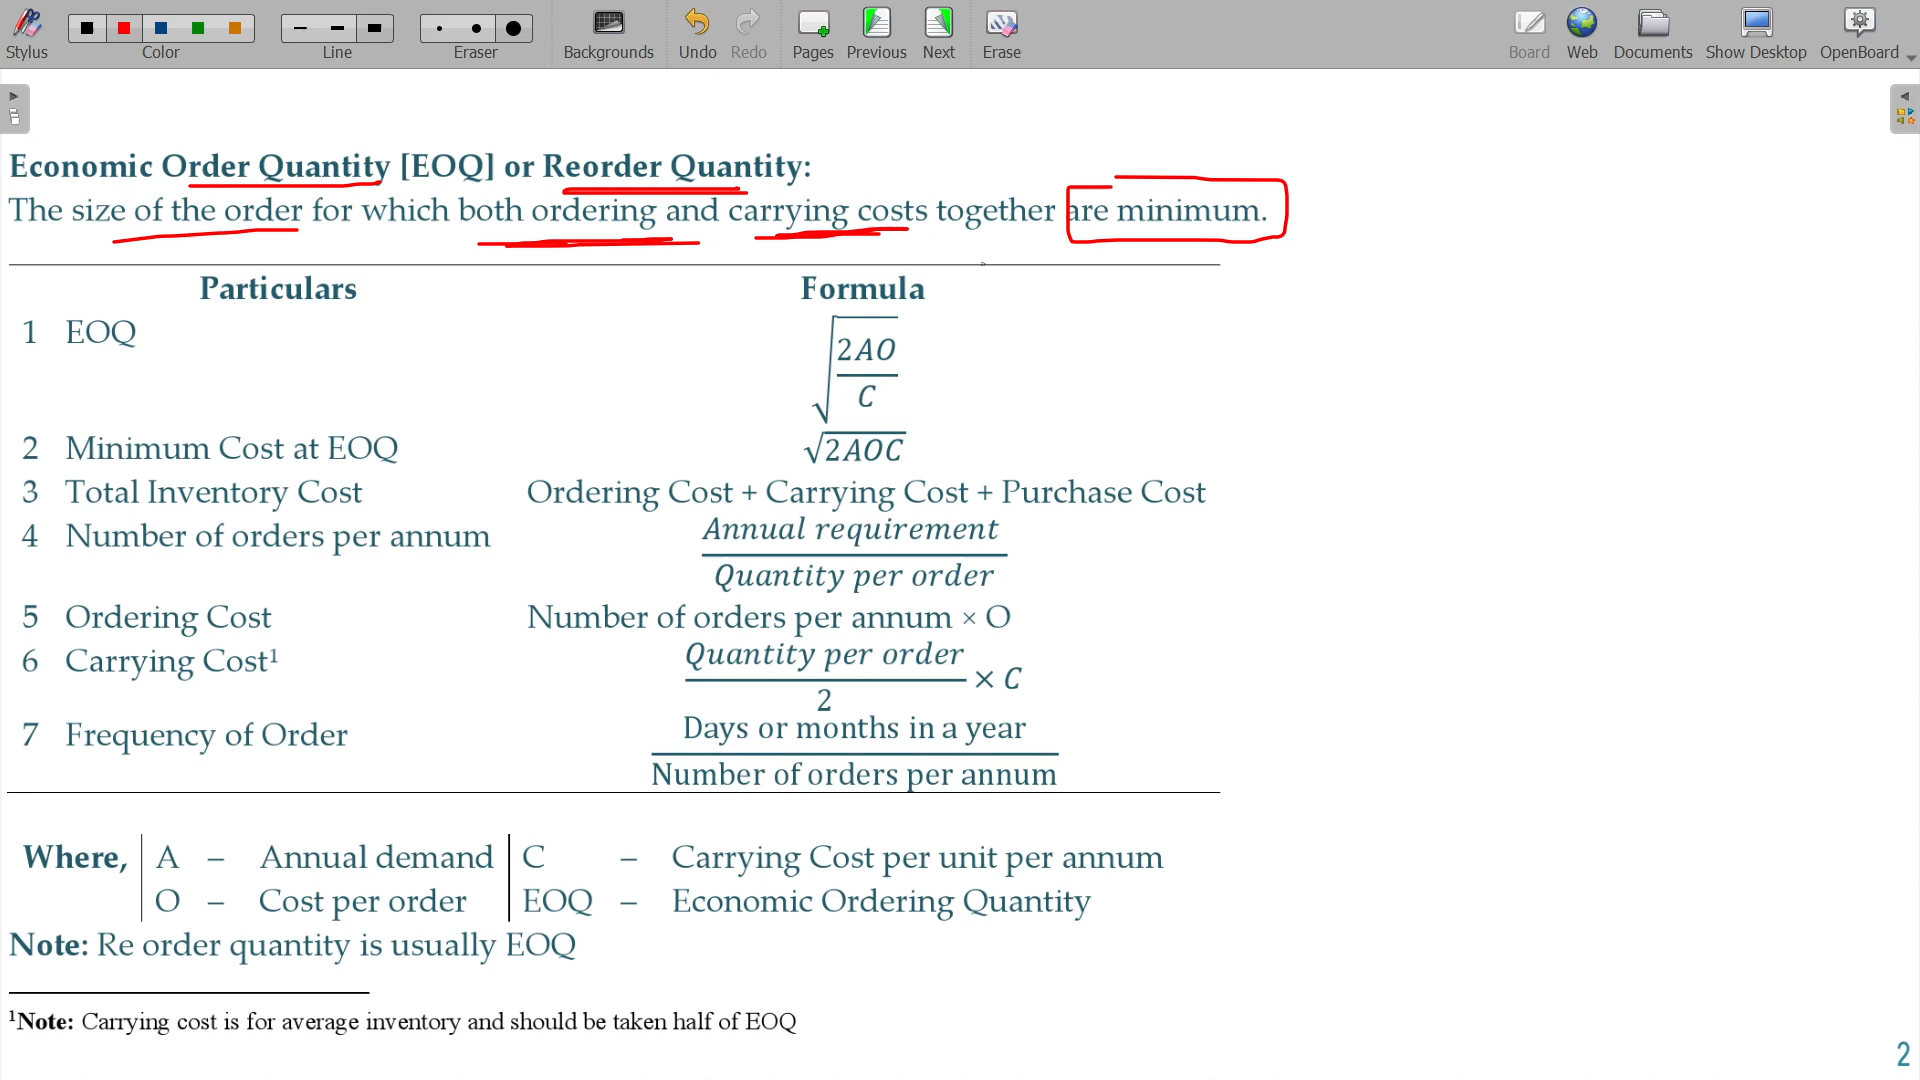 Stylus Color Line Eraser Backgrounds Undo Redo Pages Previous Next Erase Board Web Documents Show Desktop OpenBoard
Economic Order Quantity [EOQ] or Reorder Quantity:
The size of the order for which both ordering and carrying costs together are minimum.
Particulars Formula
1 EOQ √(2AO/C)
2 Minimum Cost at EOQ √2AOC
3 Total Inventory Cost Ordering Cost + Carrying Cost + Purchase Cost
4 Number of orders per annum Annual requirement / Quantity per order
5 Ordering Cost Number of orders per annum × O
6 Carrying Cost¹ Quantity per order / 2 × C
7 Frequency of Order Days or months in a year / Number of orders per annum
Where, A – Annual demand C – Carrying Cost per unit per annum
O – Cost per order EOQ – Economic Ordering Quantity
Note: Re order quantity is usually EOQ
¹Note: Carrying cost is for average inventory and should be taken half of EOQ
2